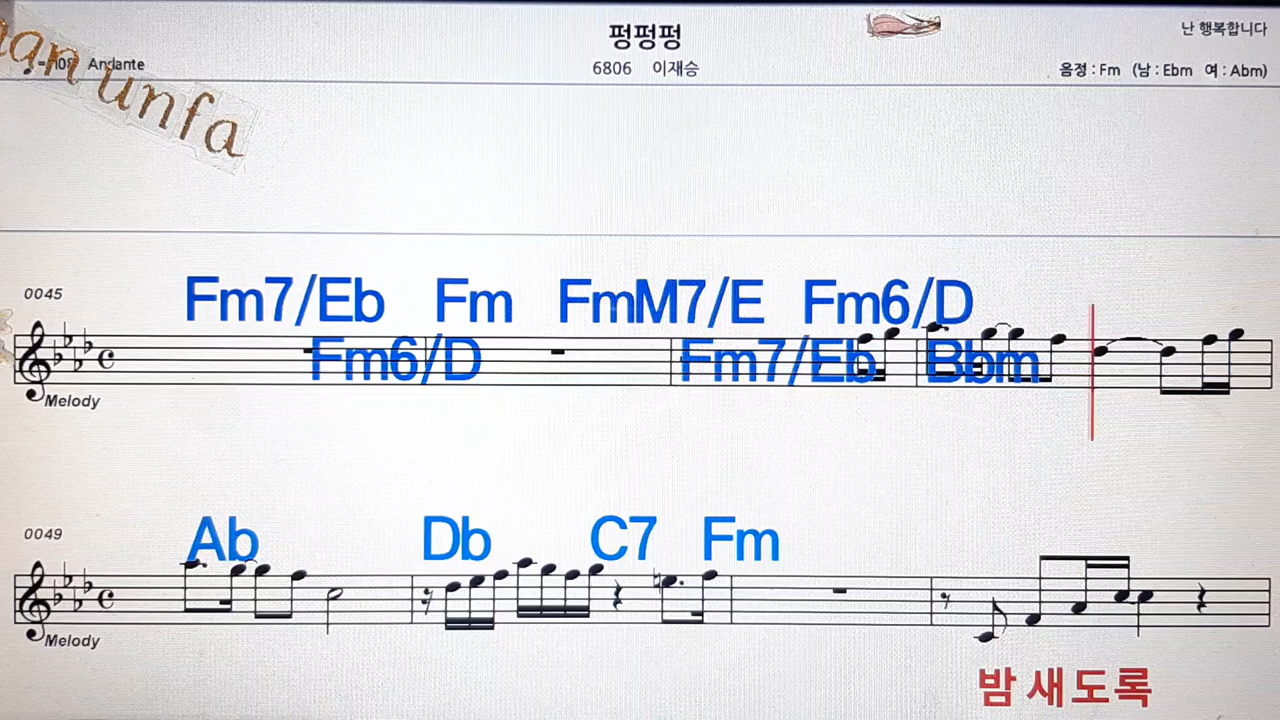 펑펑펑
난 행복합니다
Andante
6806 이재승
음정 : Fm (남 : Ebm 여 : Abm)
unfa
0045
Fm7/Eb Fm FmM7/E Fm6/D
Fm6/D Fm7/Eb Bbm
Melody
0049
Ab Db C7 Fm
Melody
밤 새 도 록